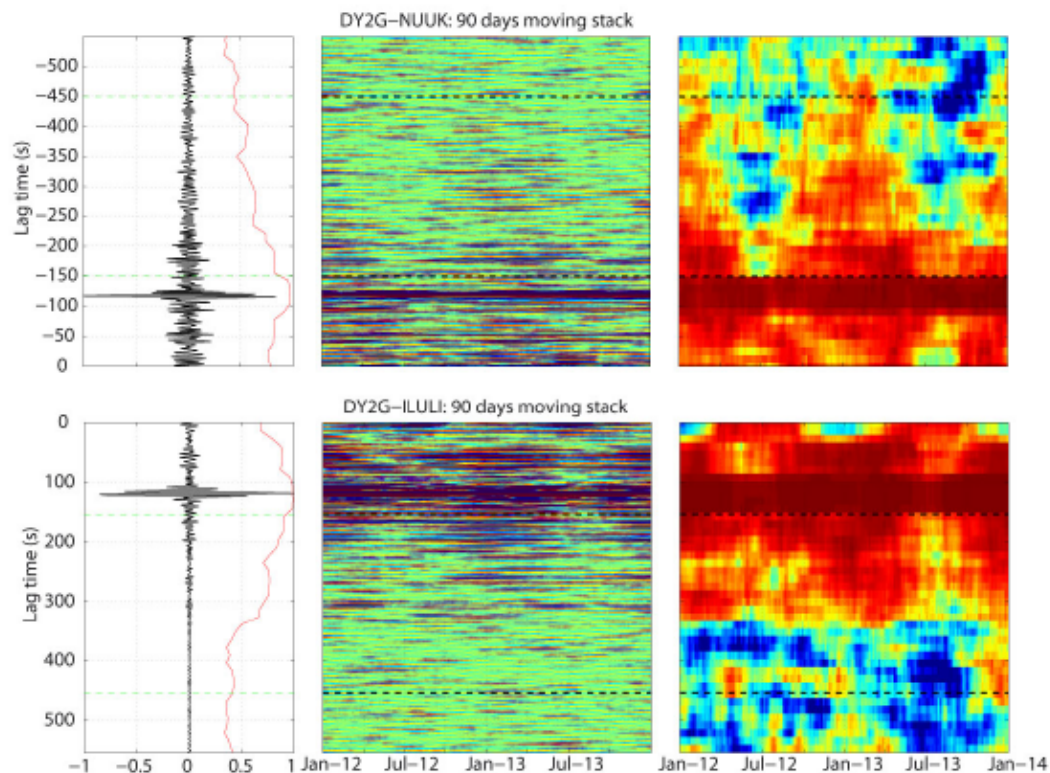 DY2G−NUUK: 90 days moving stack
Lag time (s)
−500
−450
−400
−350
−300
−250
−200
−150
−100
−50
0
DY2G−ILULI: 90 days moving stack
Lag time (s)
0
100
200
300
400
500
−1 −0.5 0 0.5 1
Jan−12 Jul−12 Jan−13 Jul−13
Jan−12 Jul−12 Jan−13 Jul−13 Jan−14